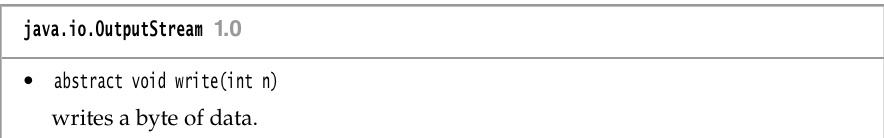 java.io.OutputStream 1.0
• abstract void write(int n)
writes a byte of data.